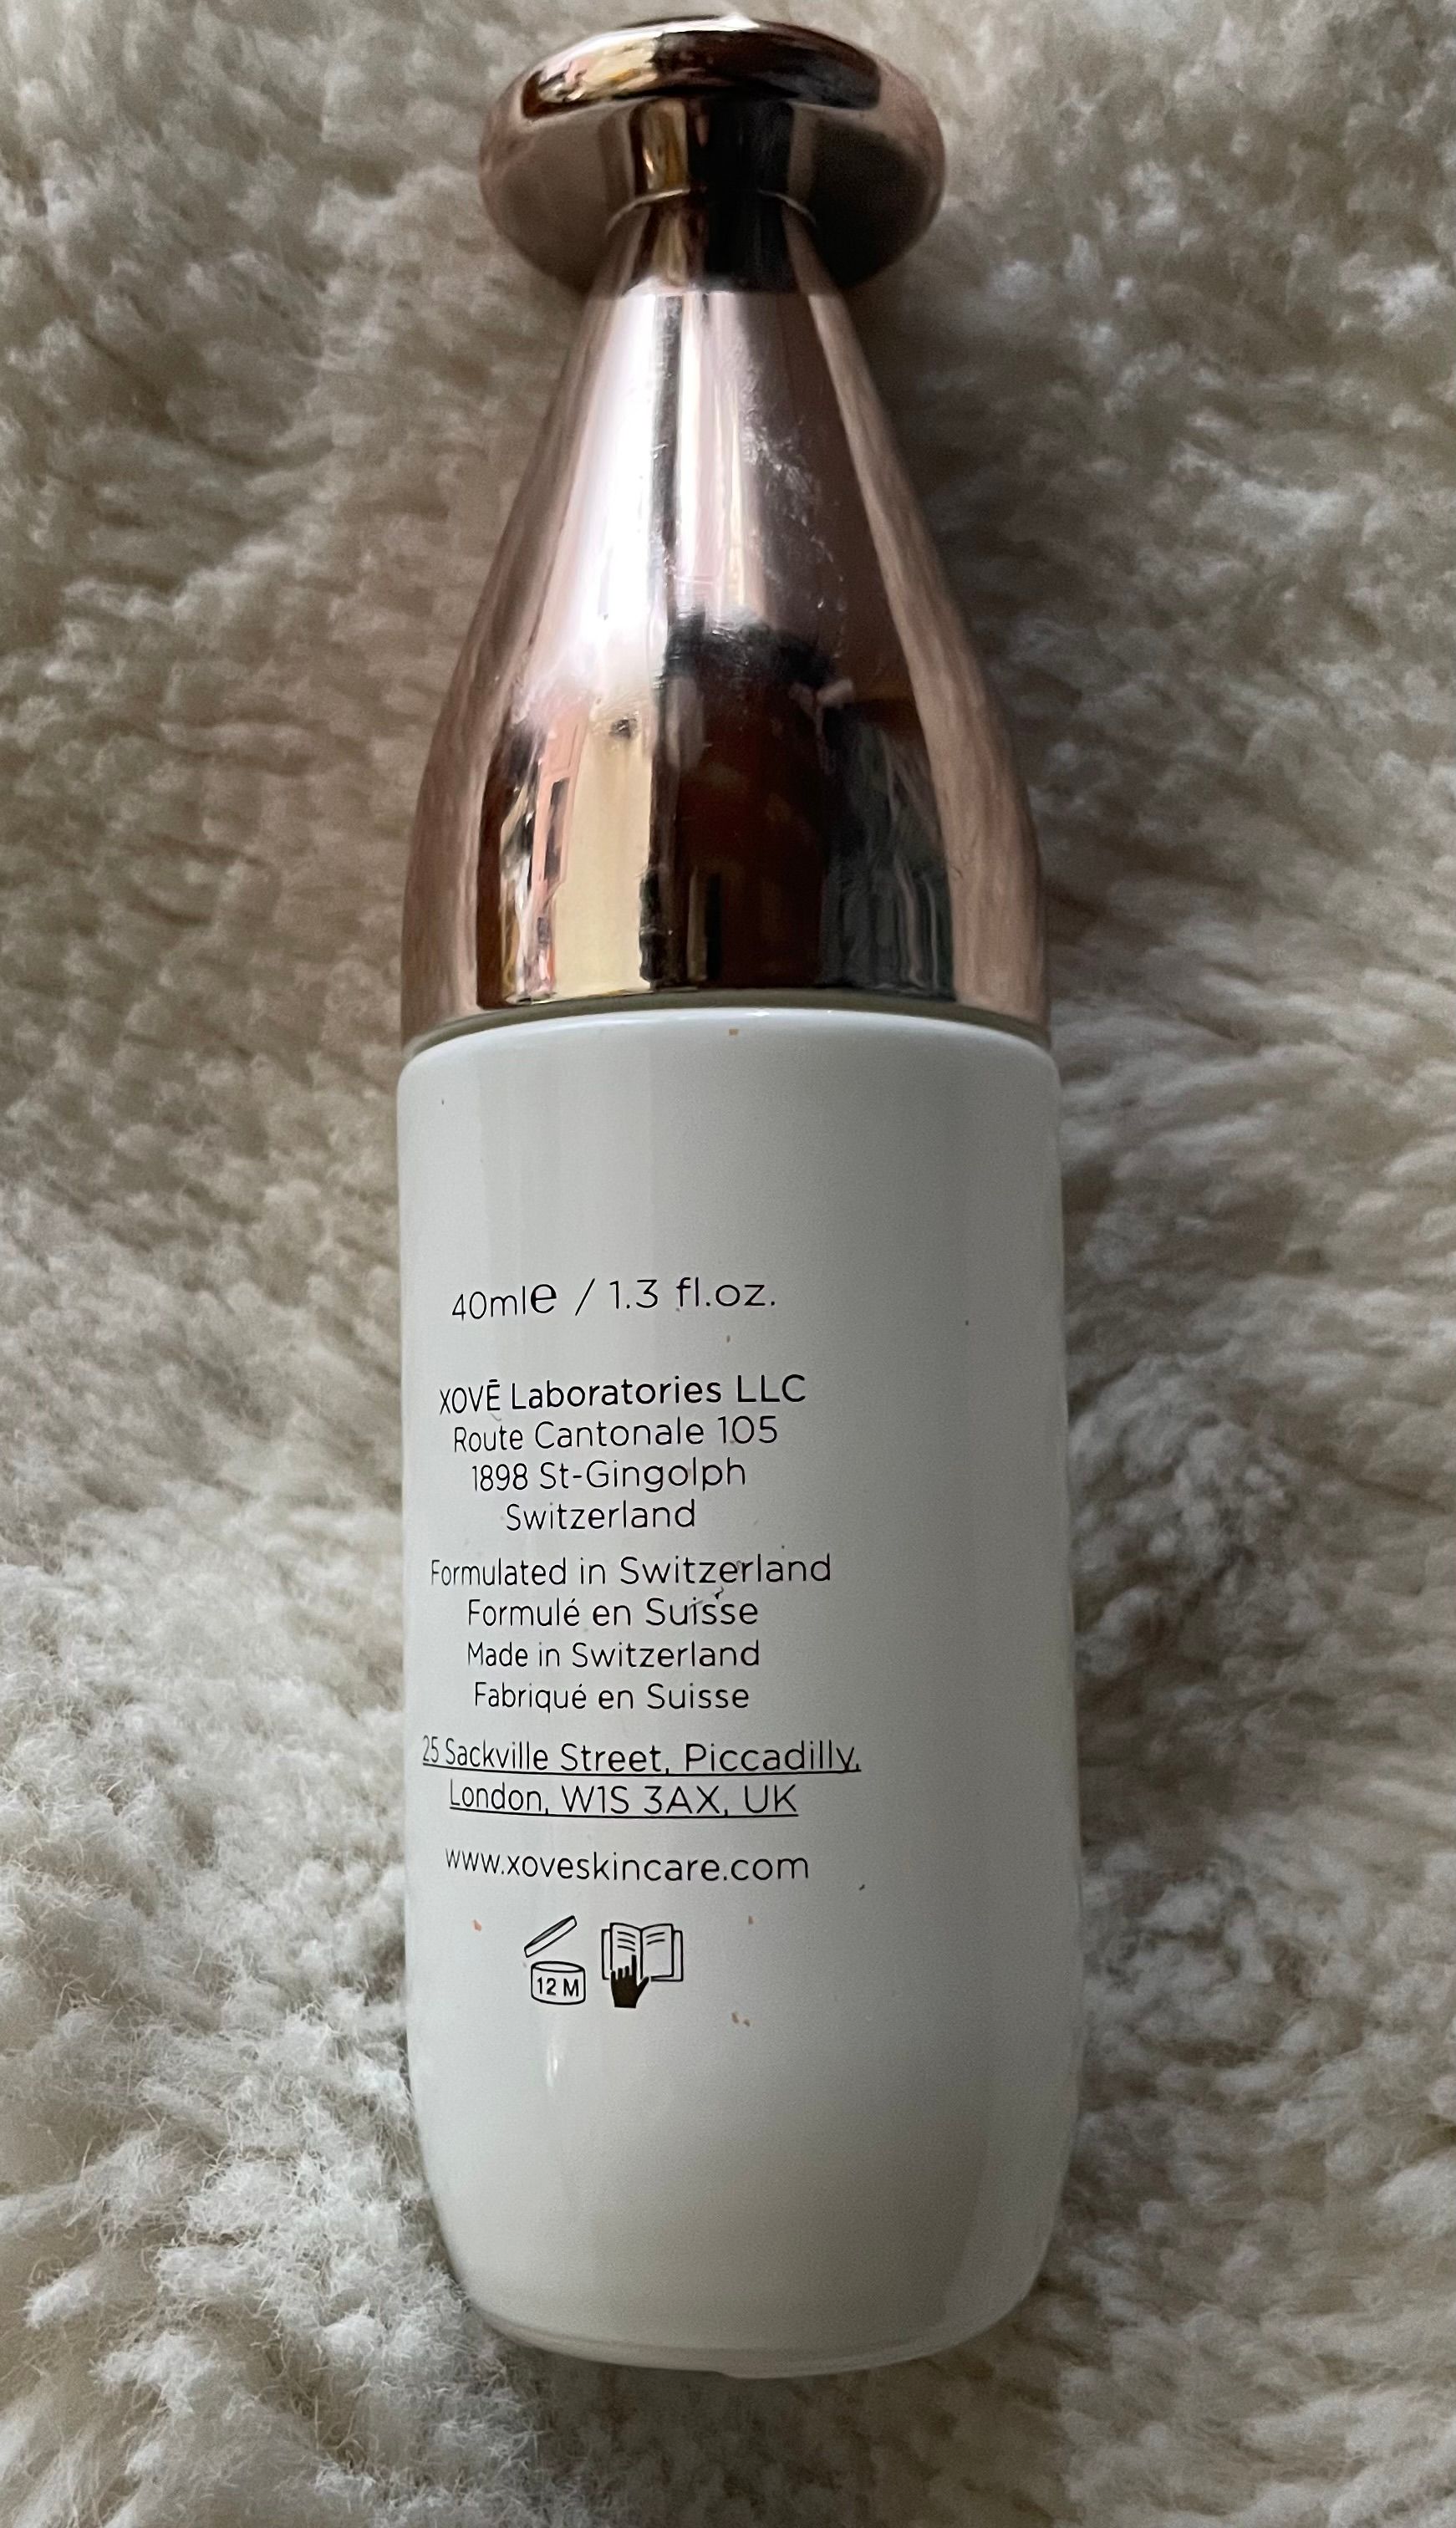 40mle / 1.3 fl.oz.
XOVĒ Laboratories LLC
Route Cantonale 105
1898 St-Gingolph
Switzerland
Formulated in Switzerland
Formulé en Suisse
Made in Switzerland
Fabriqué en Suisse
25 Sackville Street, Piccadilly,
London, W1S 3AX, UK
www.xoveskincare.com
12 M